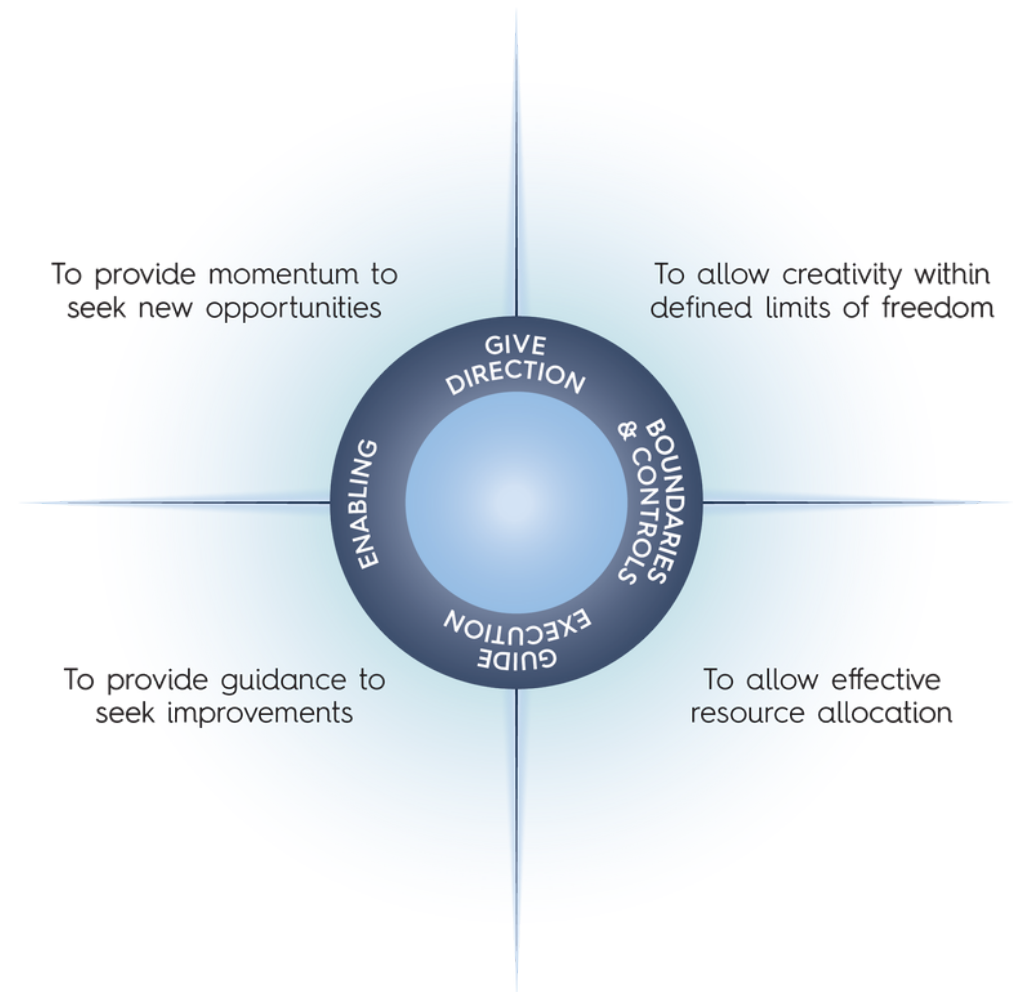 To provide momentum to
seek new opportunities
To allow creativity within
defined limits of freedom
GIVE
DIRECTION
ENABLING
BOUNDARIES
& CONTROLS
GUIDE
EXECUTION
To provide guidance to
seek improvements
To allow effective
resource allocation